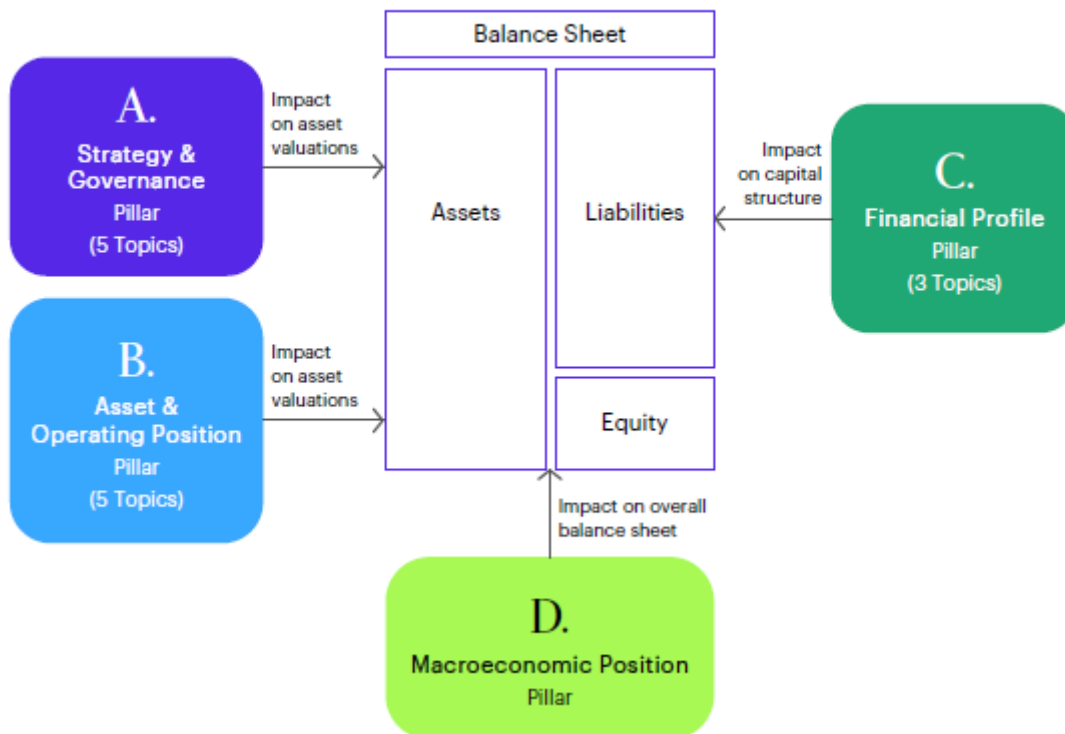 Balance Sheet
A.
Strategy &
Governance
Pillar
(5 Topics)
Impact
on asset
valuations
Assets
Liabilities
Impact
on capital
structure
C.
Financial Profile
Pillar
(3 Topics)
B.
Asset &
Operating Position
Pillar
(5 Topics)
Impact
on asset
valuations
Equity
Impact on overall
balance sheet
D.
Macroeconomic Position
Pillar